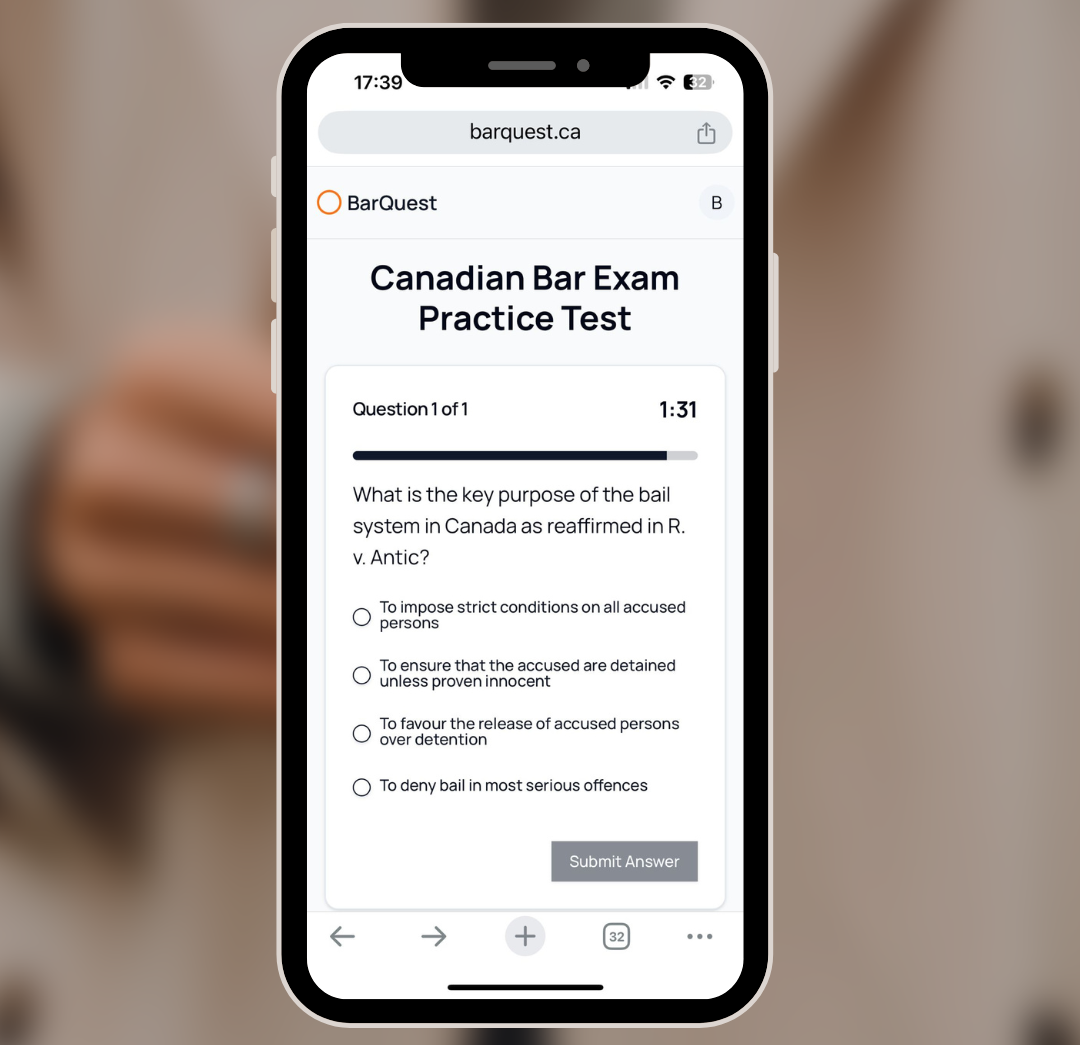 17:39
32
barquest.ca
BarQuest
B
Canadian Bar Exam
Practice Test
Question 1 of 1
1:31
What is the key purpose of the bail
system in Canada as reaffirmed in R.
v. Antic?
To impose strict conditions on all accused
persons
To ensure that the accused are detained
unless proven innocent
To favour the release of accused persons
over detention
To deny bail in most serious offences
Submit Answer
32